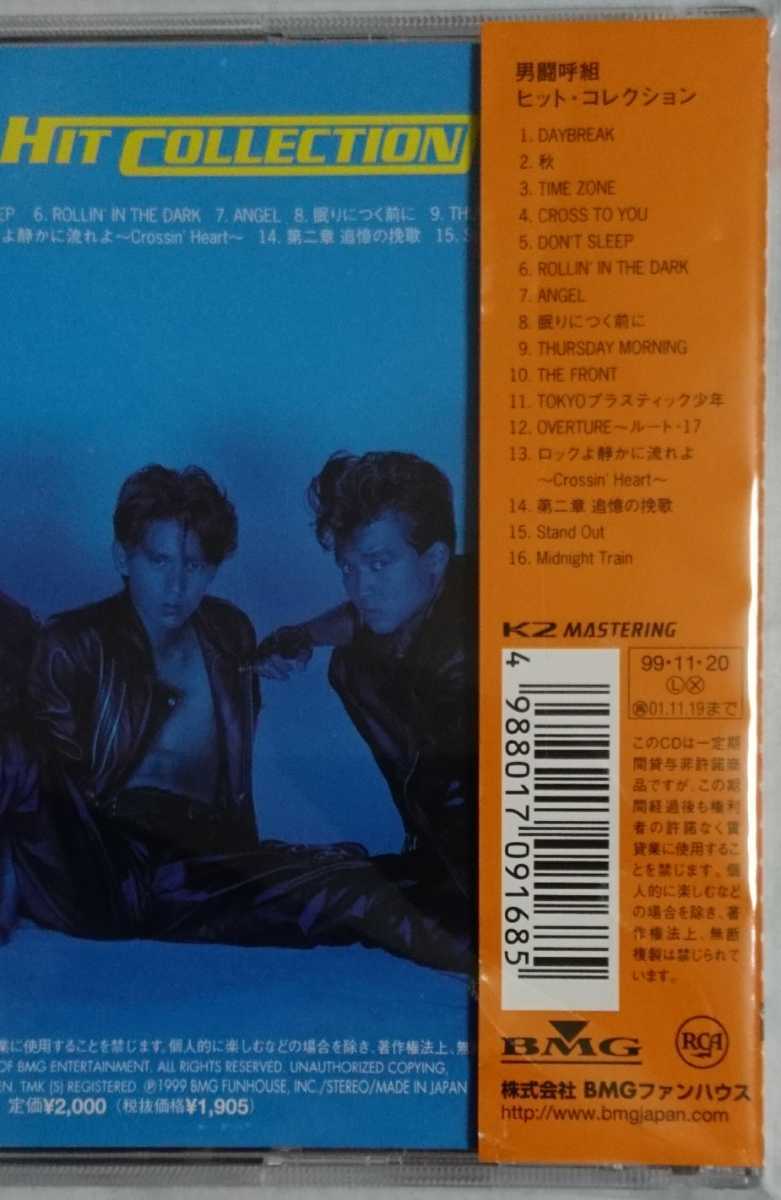 HIT COLLECTION
EP 6. ROLLIN' IN THE DARK 7. ANGEL 8. 眠りにつく前に 9. TH
よ静かに流れよ～Crossin' Heart～ 14. 第二章 追憶の挽歌 15. S
男闘呼組
ヒット・コレクション
1. DAYBREAK
2. 秋
3. TIME ZONE
4. CROSS TO YOU
5. DON'T SLEEP
6. ROLLIN' IN THE DARK
7. ANGEL
8. 眠りにつく前に
9. THURSDAY MORNING
10. THE FRONT
11. TOKYOプラスティック少年
12. OVERTURE～ルート・17
13. ロックよ静かに流れよ
～Crossin' Heart～
14. 第二章 追憶の挽歌
15. Stand Out
16. Midnight Train
K2 MASTERING
4 988017 091685
99・11・20
Ⓛ Ⓧ
01.11.19まで
このCDは一定期
間貸与非許諾商
品ですが、この期
間経過後も権利
者の許諾なく賃
貸業に使用するこ
とを禁じます。個
人的に楽しむなど
の場合を除き、著
作権法上、無断
複製は禁じられて
います。
BMG
RCA
株式会社 BMGファンハウス
http://www.bmgjapan.com
業に使用することを禁じます。個人的に楽しむなどの場合を除き、著作権法上、無
OF BMG ENTERTAINMENT. ALL RIGHTS RESERVED. UNAUTHORIZED COPYING,
EN. TMK (S) REGISTERED ℗1999 BMG FUNHOUSE, INC./STEREO/MADE IN JAPAN
定価¥2,000 (税抜価格¥1,905)